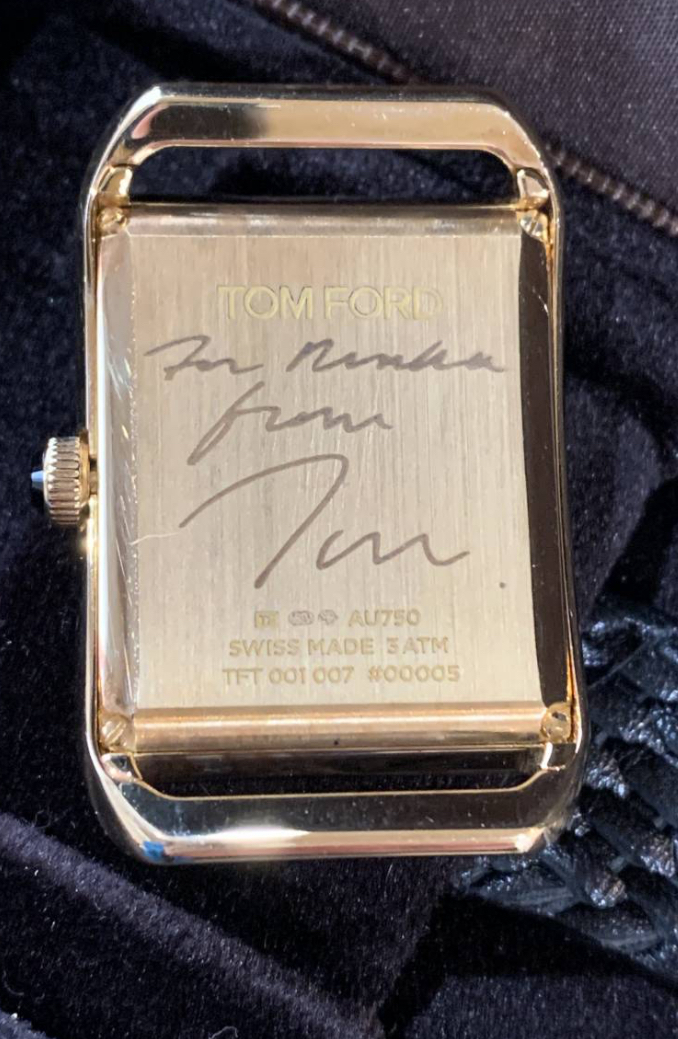 TOM FORD
For
from
Tom
AU750
SWISS MADE 3 ATM
TFT 001 007 #00005